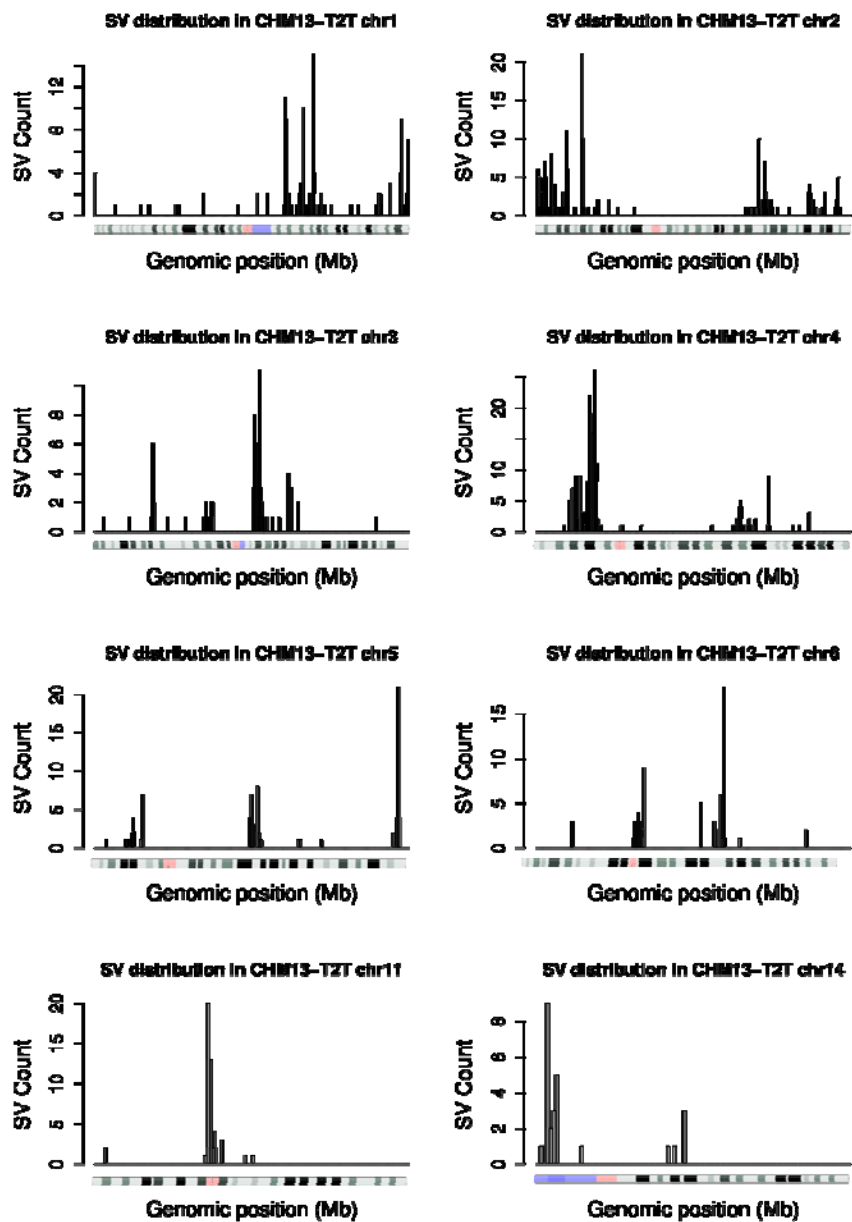 SV distribution in CHM13–T2T chr1
SV Count
0
4
8
12
Genomic position (Mb)
SV distribution in CHM13–T2T chr2
SV Count
0
5
10
15
20
Genomic position (Mb)
SV distribution in CHM13–T2T chr3
SV Count
0
2
4
6
8
Genomic position (Mb)
SV distribution in CHM13–T2T chr4
SV Count
0
5
10
20
Genomic position (Mb)
SV distribution in CHM13–T2T chr5
SV Count
0
5
10
15
20
Genomic position (Mb)
SV distribution in CHM13–T2T chr6
SV Count
0
5
10
15
Genomic position (Mb)
SV distribution in CHM13–T2T chr11
SV Count
0
5
10
15
20
Genomic position (Mb)
SV distribution in CHM13–T2T chr14
SV Count
0
2
4
6
8
Genomic position (Mb)